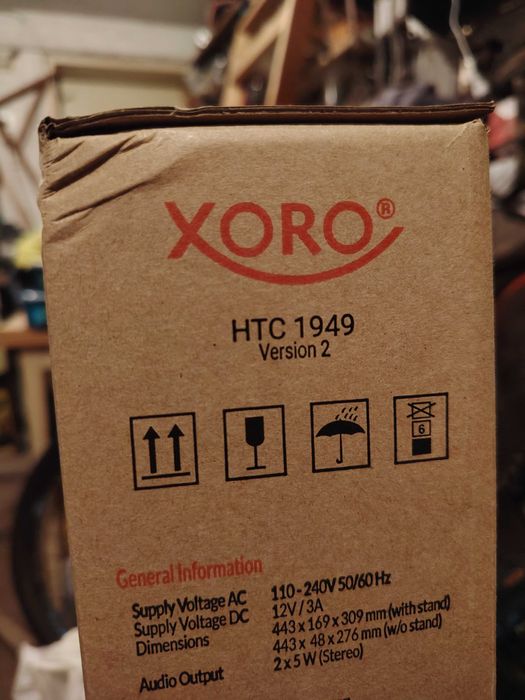 XORO®
HTC 1949
Version 2
6
General Information
Supply Voltage AC 110-240V 50/60 Hz
Supply Voltage DC 12V / 3A
Dimensions 443 x 169 x 309 mm (with stand)
443 x 48 x 276 mm (w/o stand)
Audio Output 2 x 5 W (Stereo)